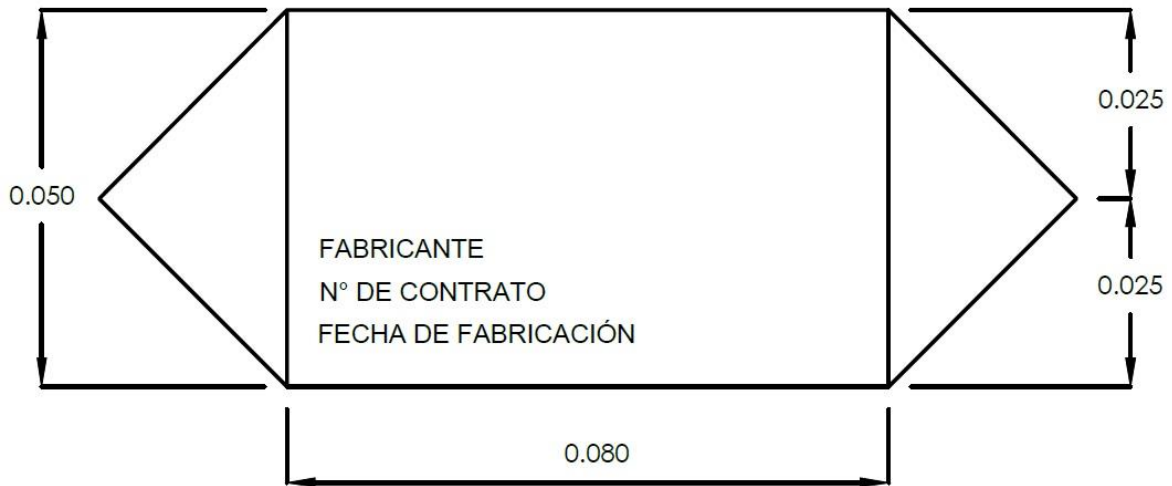 0.050
0.025
0.025
FABRICANTE
N° DE CONTRATO
FECHA DE FABRICACIÓN
0.080